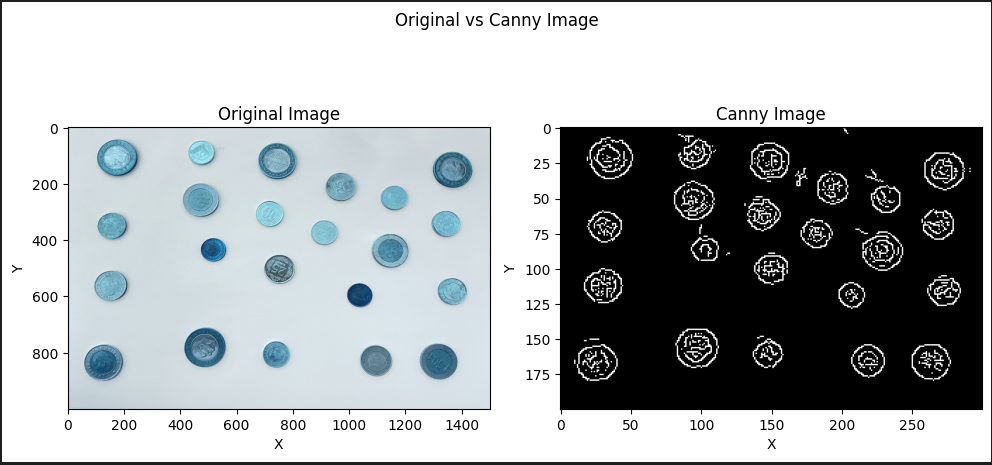 Original vs Canny Image
Original Image
0
200
400
600
800
0 200 400 600 800 1000 1200 1400
X
Y
Canny Image
0
25
50
75
100
125
150
175
0 50 100 150 200 250
X
Y